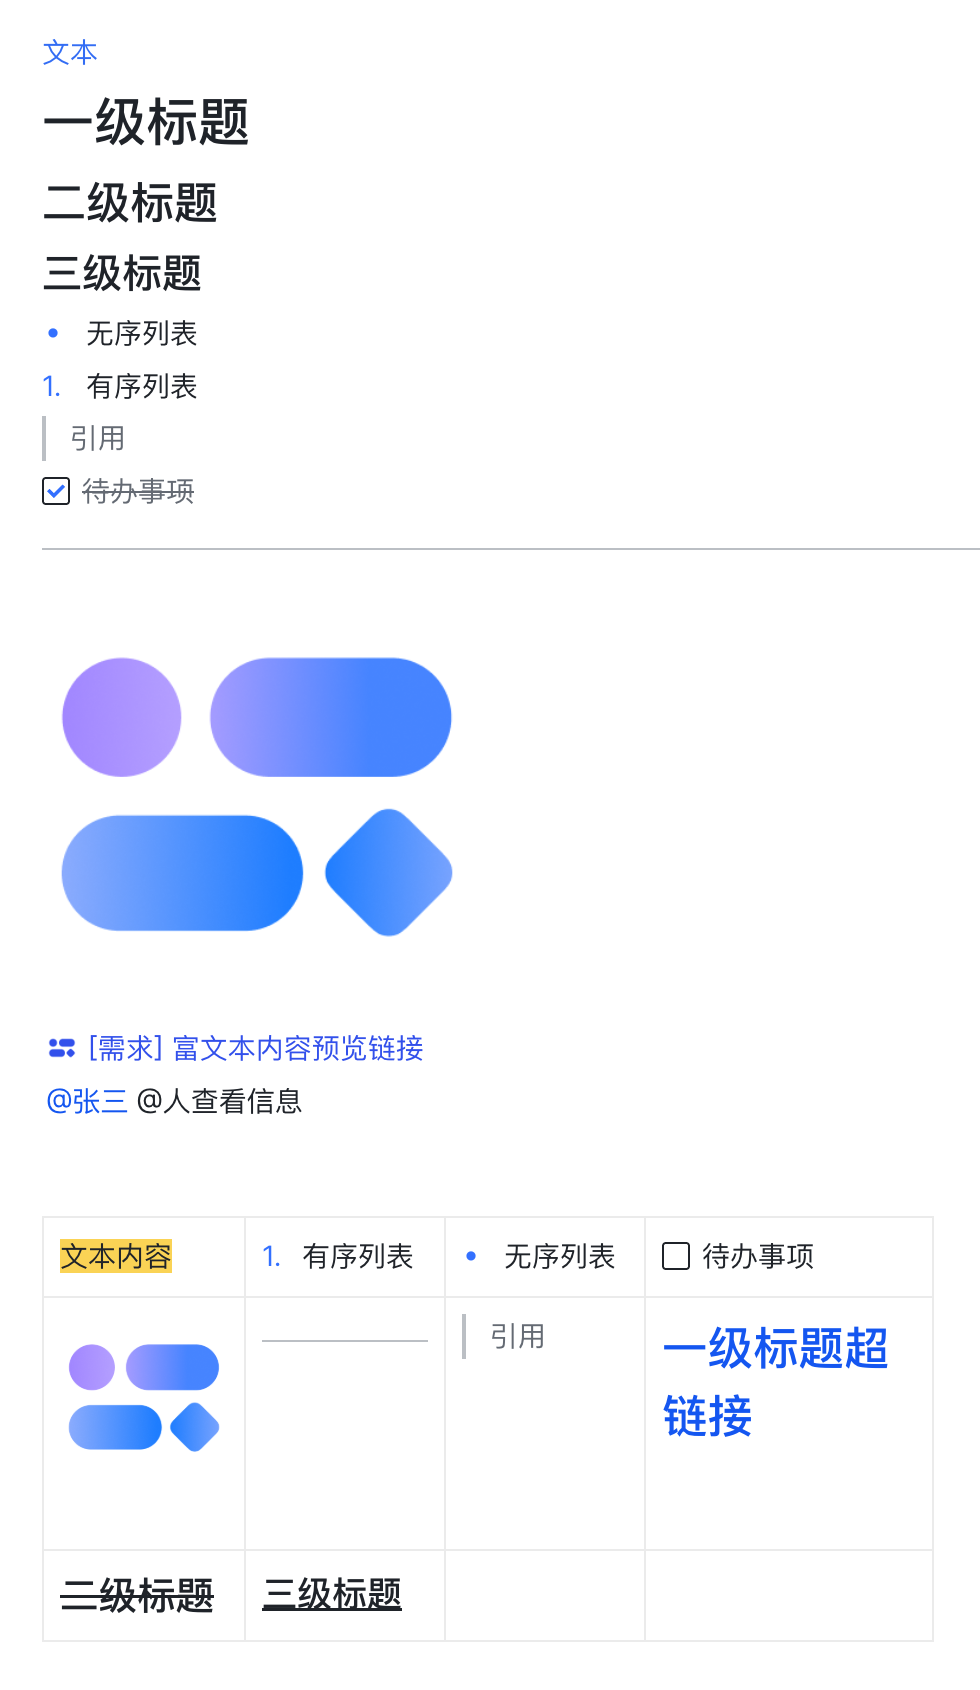 文本
一级标题
二级标题
三级标题
• 无序列表
1. 有序列表
引用
待办事项
[需求] 富文本内容预览链接
@张三 @人查看信息
文本内容
1. 有序列表
• 无序列表
待办事项
引用
一级标题超
链接
二级标题
三级标题